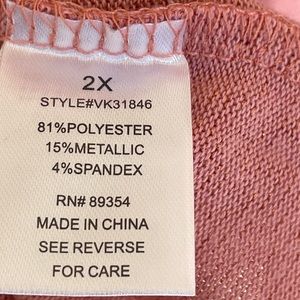 2X
STYLE#VK31846
81%POLYESTER
15%METALLIC
4%SPANDEX
RN# 89354
MADE IN CHINA
SEE REVERSE
FOR CARE